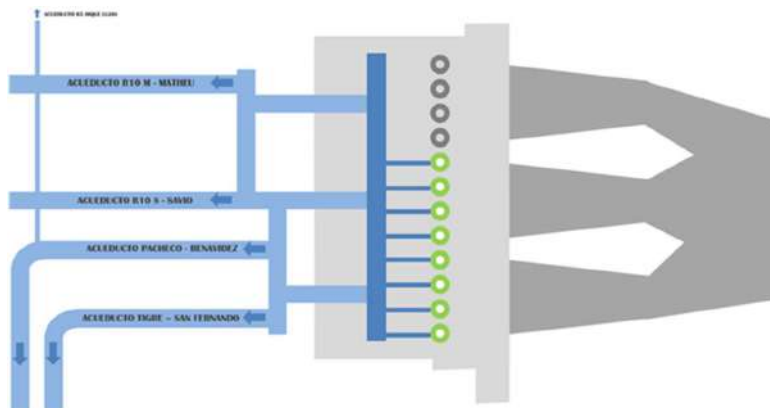 ACUEDUCTO R10 M - MATHEU
ACUEDUCTO R10 S - SAVIO
ACUEDUCTO PACHECO - BENAVIDEZ
ACUEDUCTO TIGRE – SAN FERNANDO